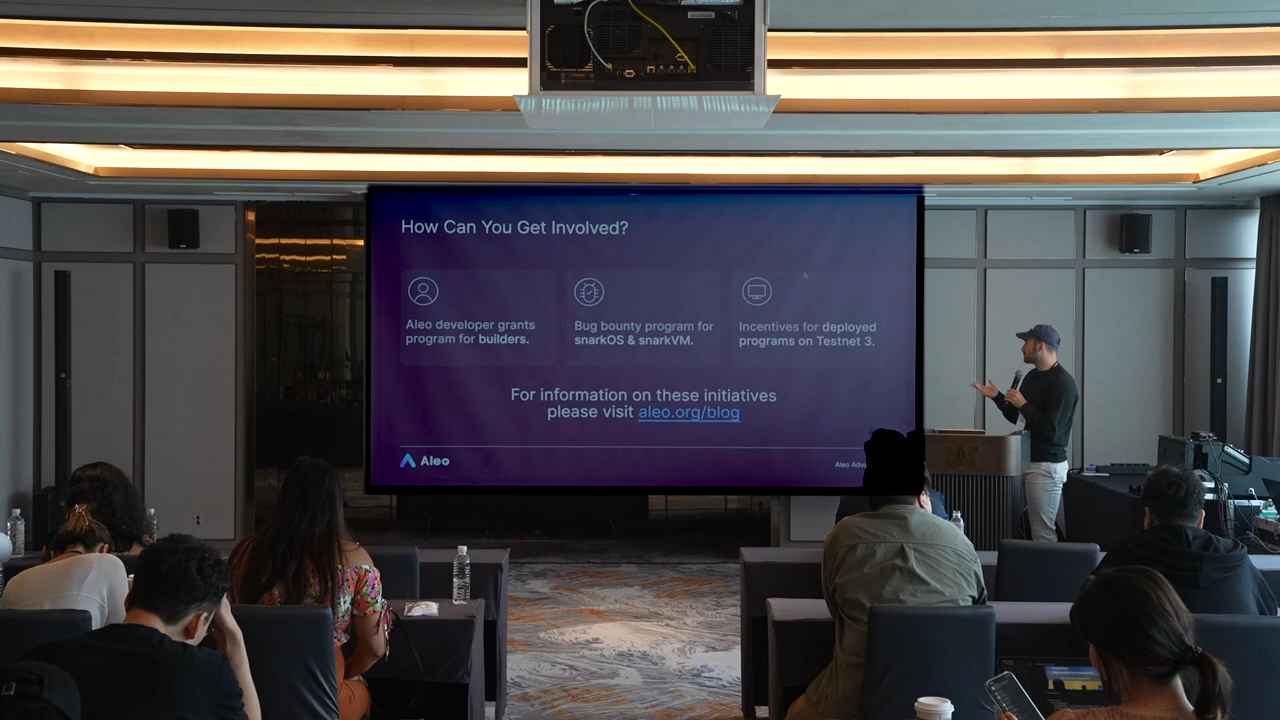 How Can You Get Involved?
Aleo developer grants
program for builders.
Bug bounty program for
snarkOS & snarkVM.
Incentives for deployed
programs on Testnet 3.
For information on these initiatives
please visit aleo.org/blog
Aleo
Aleo